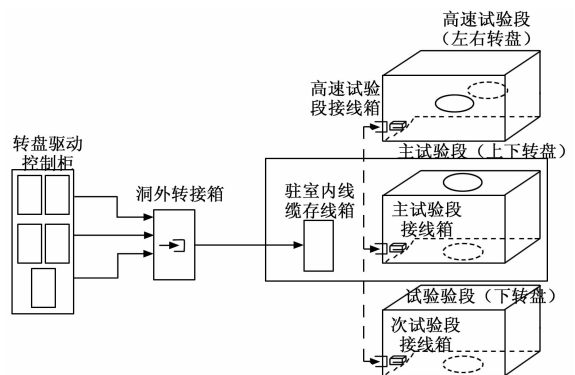 高速试验段
（左右转盘）
高速试验
段接线箱
转盘驱动
控制柜
洞外转接箱
驻室内线
缆存线箱
主试验段（上下转盘）
主试验段
接线箱
试验验段（下转盘）
次试验段
接线箱